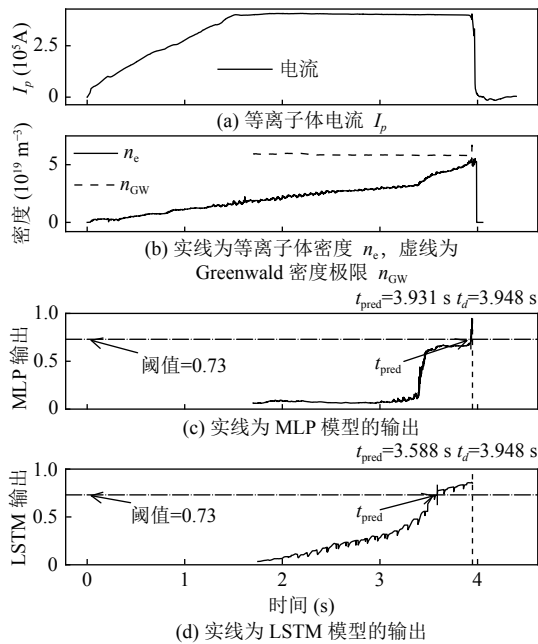 I_p (10⁵A)
2.5
0
电流
(a) 等离子体电流 I_p
密度 (10¹⁹ m⁻³)
5
0
n_e
n_GW
(b) 实线为等离子体密度 n_e，虚线为
Greenwald 密度极限 n_GW
t_pred=3.931 s t_d=3.948 s
MLP 输出
1.0
0.5
0
阈值=0.73
t_pred
(c) 实线为 MLP 模型的输出
t_pred=3.588 s t_d=3.948 s
LSTM 输出
1.0
0.5
0
阈值=0.73
t_pred
0 1 2 3 4 5
时间 (s)
(d) 实线为 LSTM 模型的输出